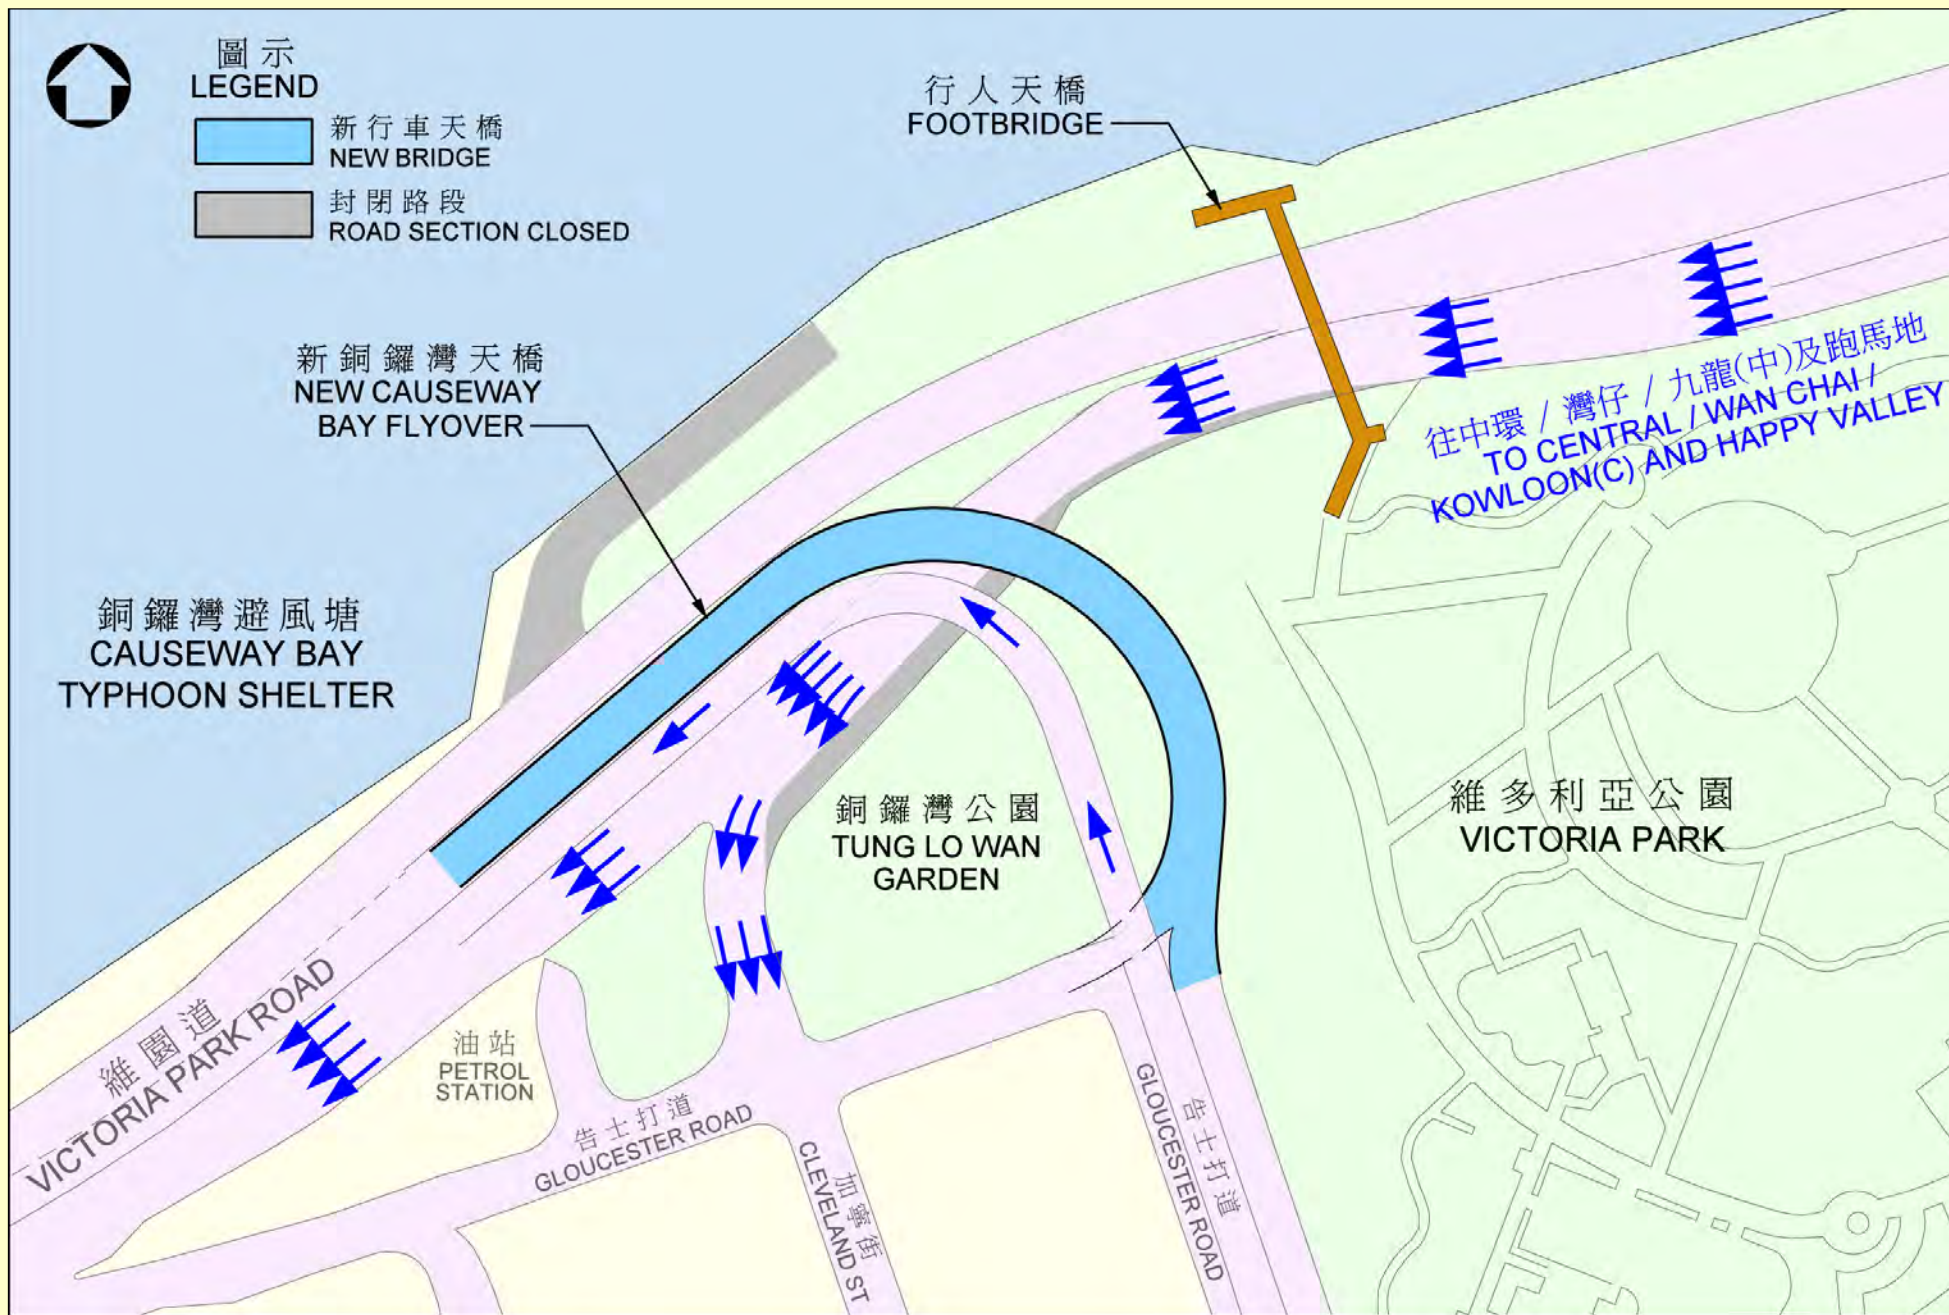 圖示
LEGEND
新行車天橋
NEW BRIDGE
封閉路段
ROAD SECTION CLOSED
行人天橋
FOOTBRIDGE
新銅鑼灣天橋
NEW CAUSEWAY
BAY FLYOVER
往中環 / 灣仔 / 九龍(中)及跑馬地
TO CENTRAL / WAN CHAI /
KOWLOON(C) AND HAPPY VALLEY
銅鑼灣避風塘
CAUSEWAY BAY
TYPHOON SHELTER
銅鑼灣公園
TUNG LO WAN
GARDEN
維多利亞公園
VICTORIA PARK
維園道
VICTORIA PARK ROAD
油站
PETROL
STATION
告士打道
GLOUCESTER ROAD
加寧街
CLEVELAND ST
告士打道
GLOUCESTER ROAD